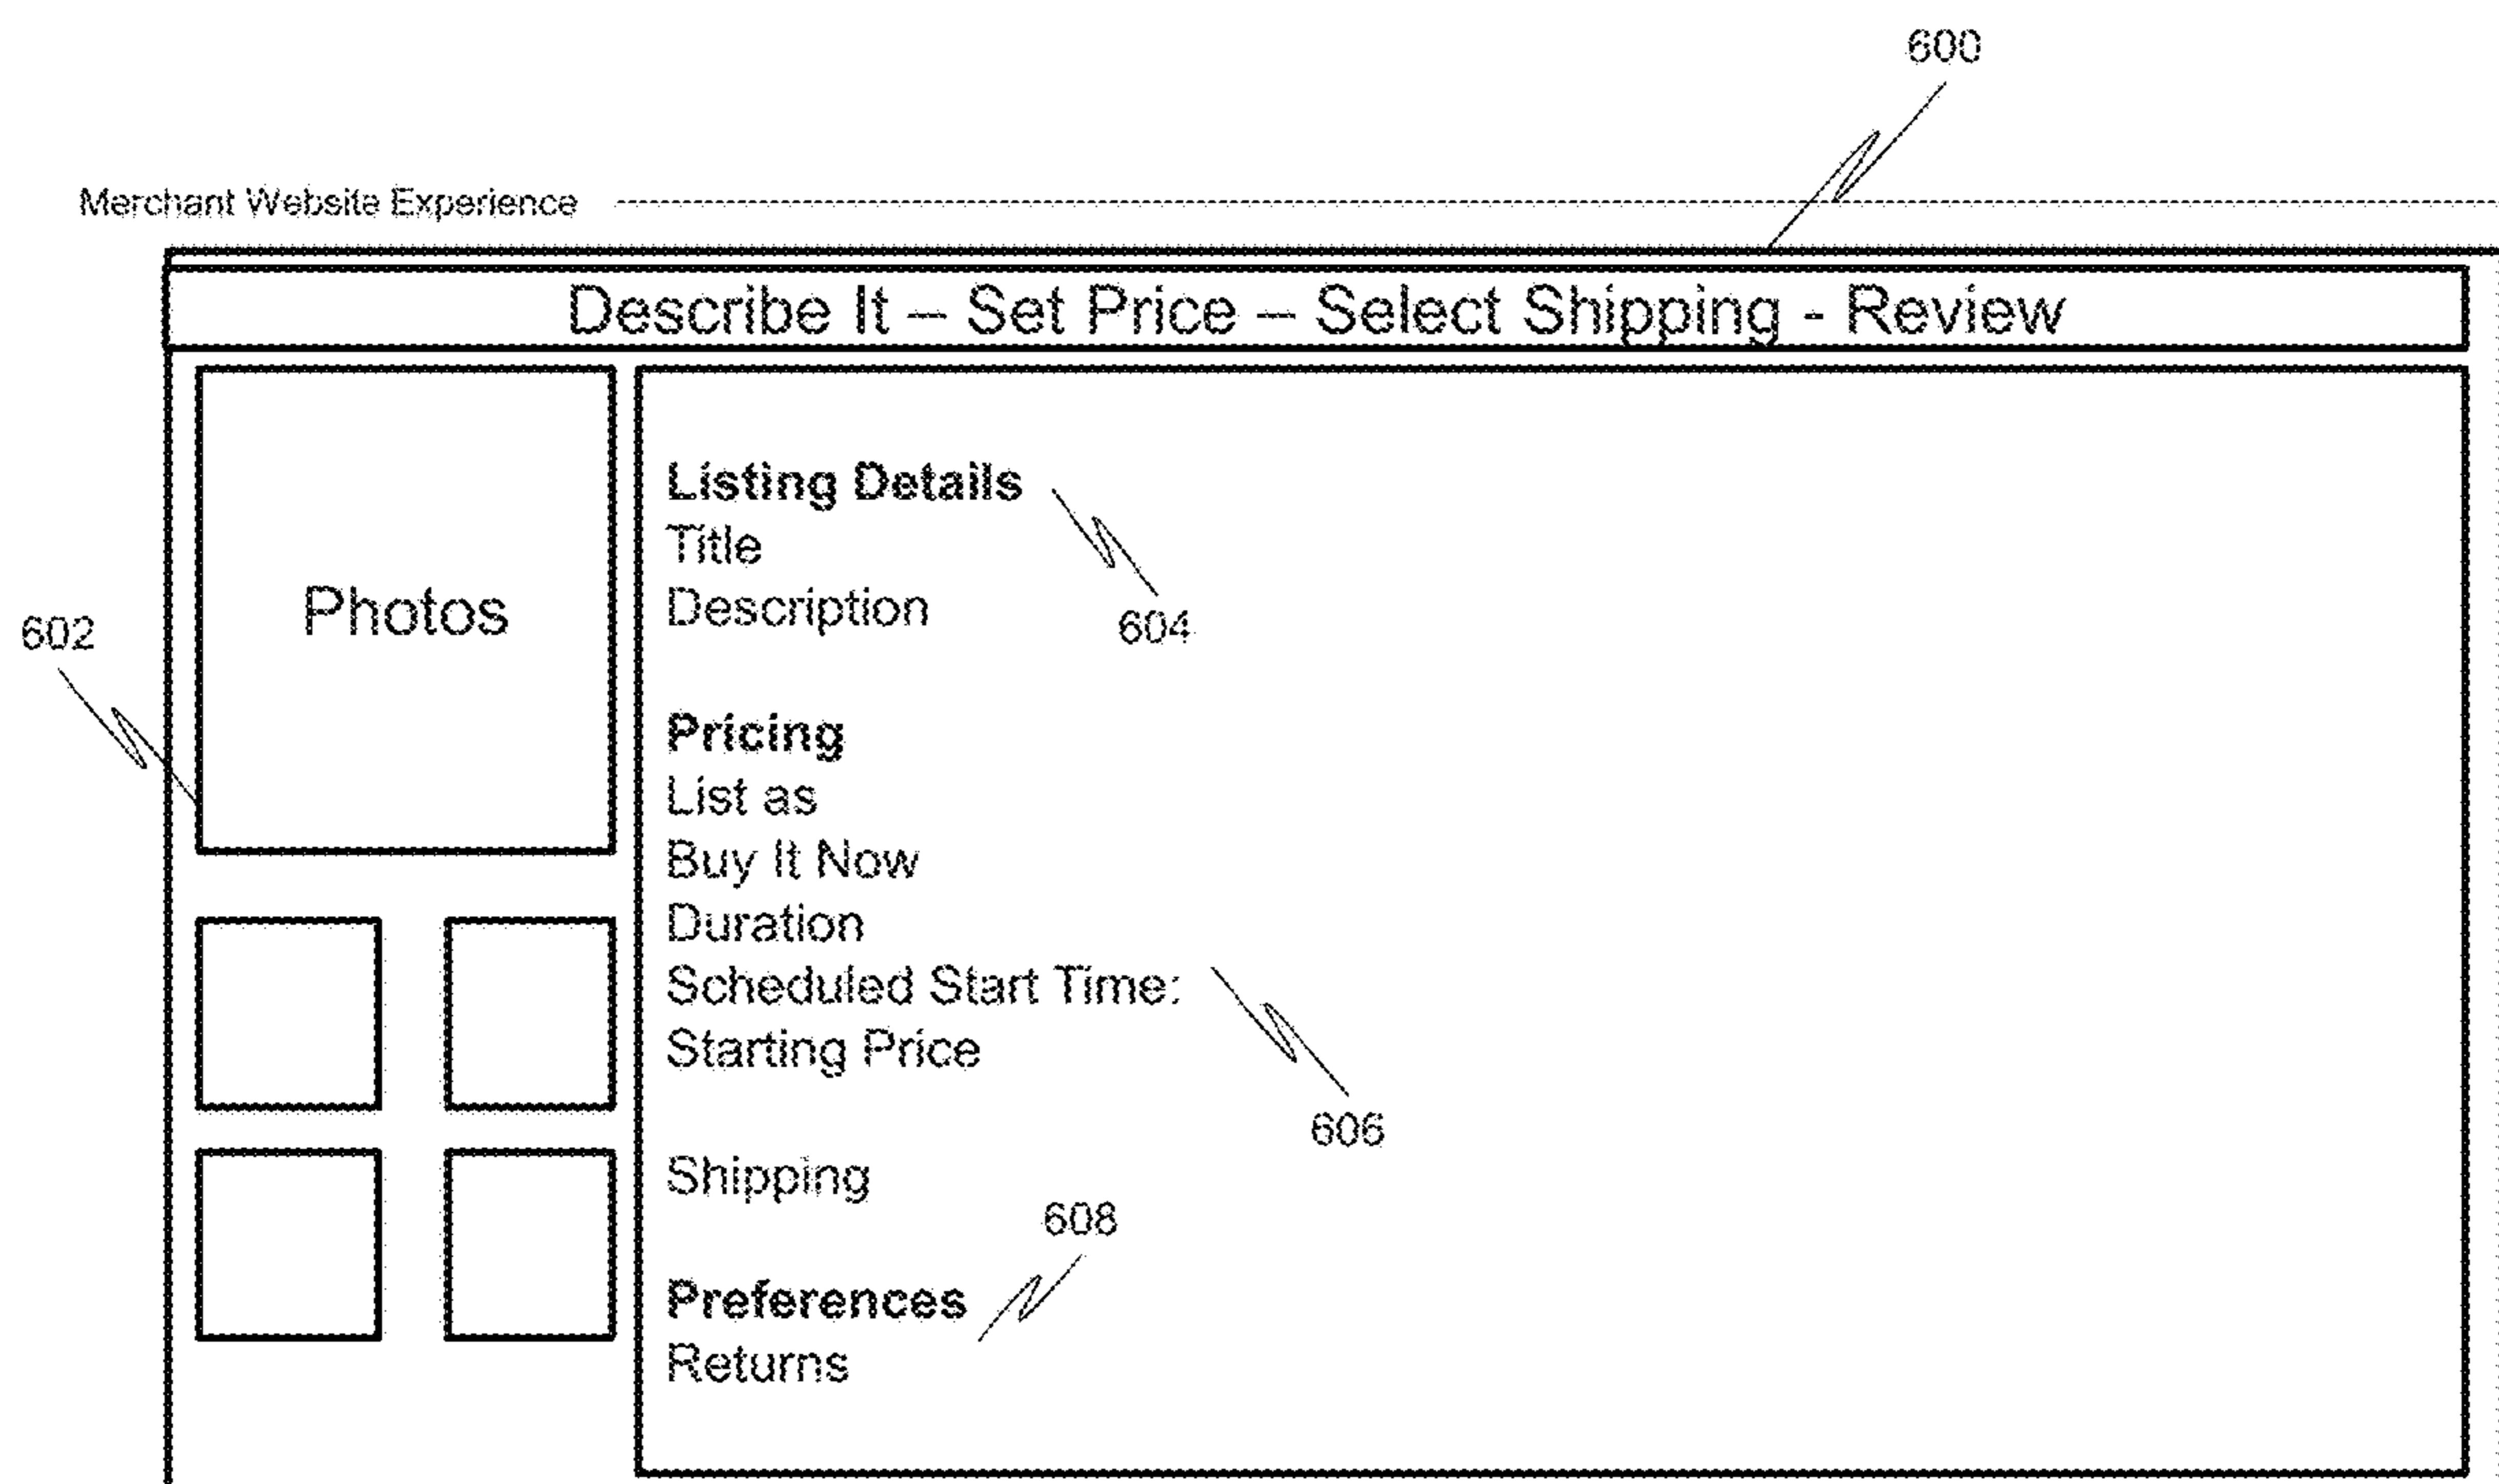 600
Merchant Website Experience
Describe It – Set Price – Select Shipping - Review
Photos
602
Listing Details
Title
Description
604
Pricing
List as
Buy It Now
Duration
Scheduled Start Time:
Starting Price
606
Shipping
608
Preferences
Returns